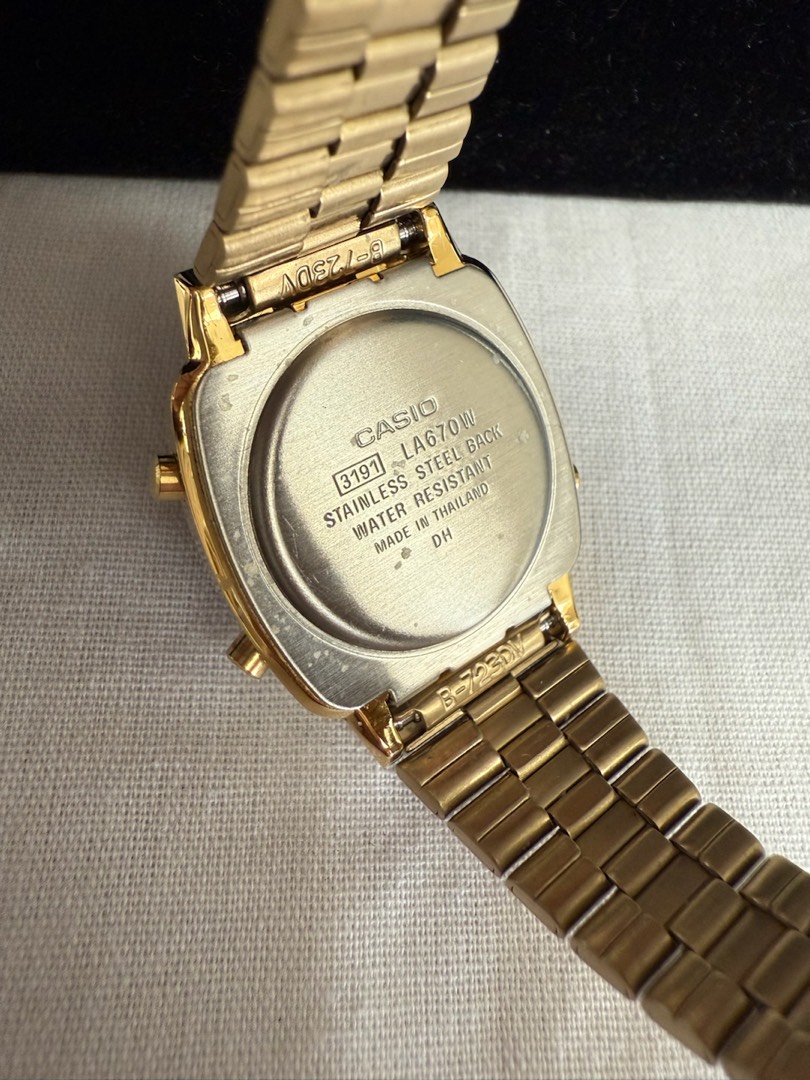 B-723DV
CASIO
3191 LA670W
STAINLESS STEEL BACK
WATER RESISTANT
MADE IN THAILAND
DH
B-723DV